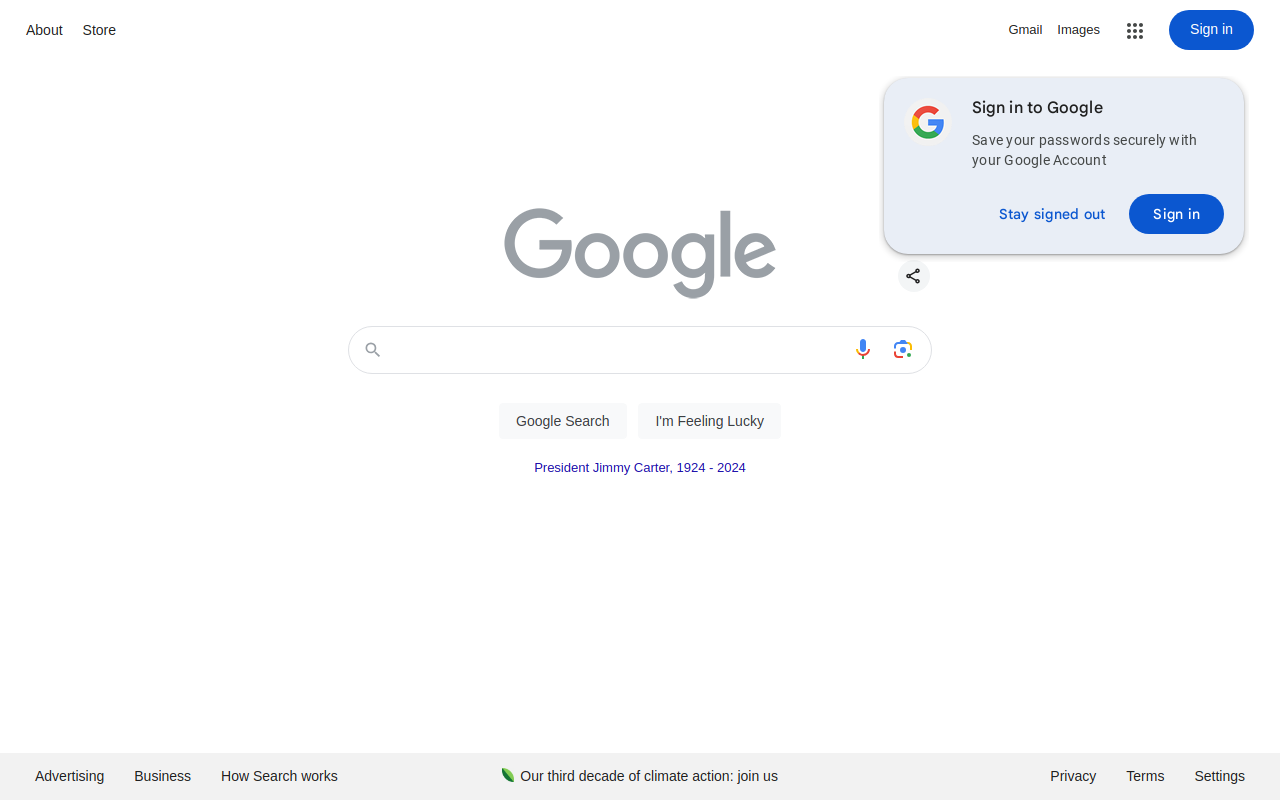 About Store Gmail Images Sign in
Sign in to Google
Save your passwords securely with
your Google Account
Stay signed out Sign in
Google
Google Search I'm Feeling Lucky
President Jimmy Carter, 1924 - 2024
Advertising Business How Search works Our third decade of climate action: join us Privacy Terms Settings